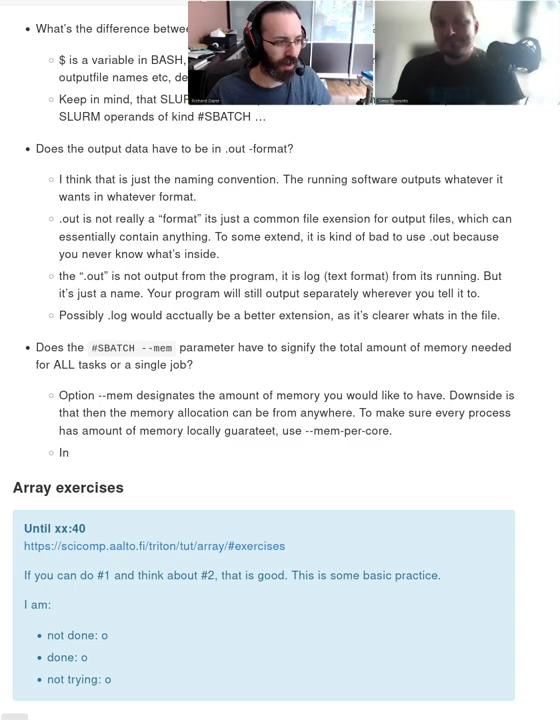 What's the difference betwee
$ is a variable in BASH,
outputfile names etc, de
Keep in mind, that SLUR
SLURM operands of kind #SBATCH …
Does the output data have to be in .out -format?
I think that is just the naming convention. The running software outputs whatever it
wants in whatever format.
.out is not really a “format” its just a common file exension for output files, which can
essentially contain anything. To some extend, it is kind of bad to use .out because
you never know what's inside.
the “.out” is not output from the program, it is log (text format) from its running. But
it's just a name. Your program will still output separately wherever you tell it to.
Possibly .log would acctually be a better extension, as it's clearer whats in the file.
Does the #SBATCH --mem parameter have to signify the total amount of memory needed
for ALL tasks or a single job?
Option --mem designates the amount of memory you would like to have. Downside is
that then the memory allocation can be from anywhere. To make sure every process
has amount of memory locally guarateet, use --mem-per-core.
In
Array exercises
Until xx:40
https://scicomp.aalto.fi/triton/tut/array/#exercises
If you can do #1 and think about #2, that is good. This is some basic practice.
I am:
not done: o
done: o
not trying: o